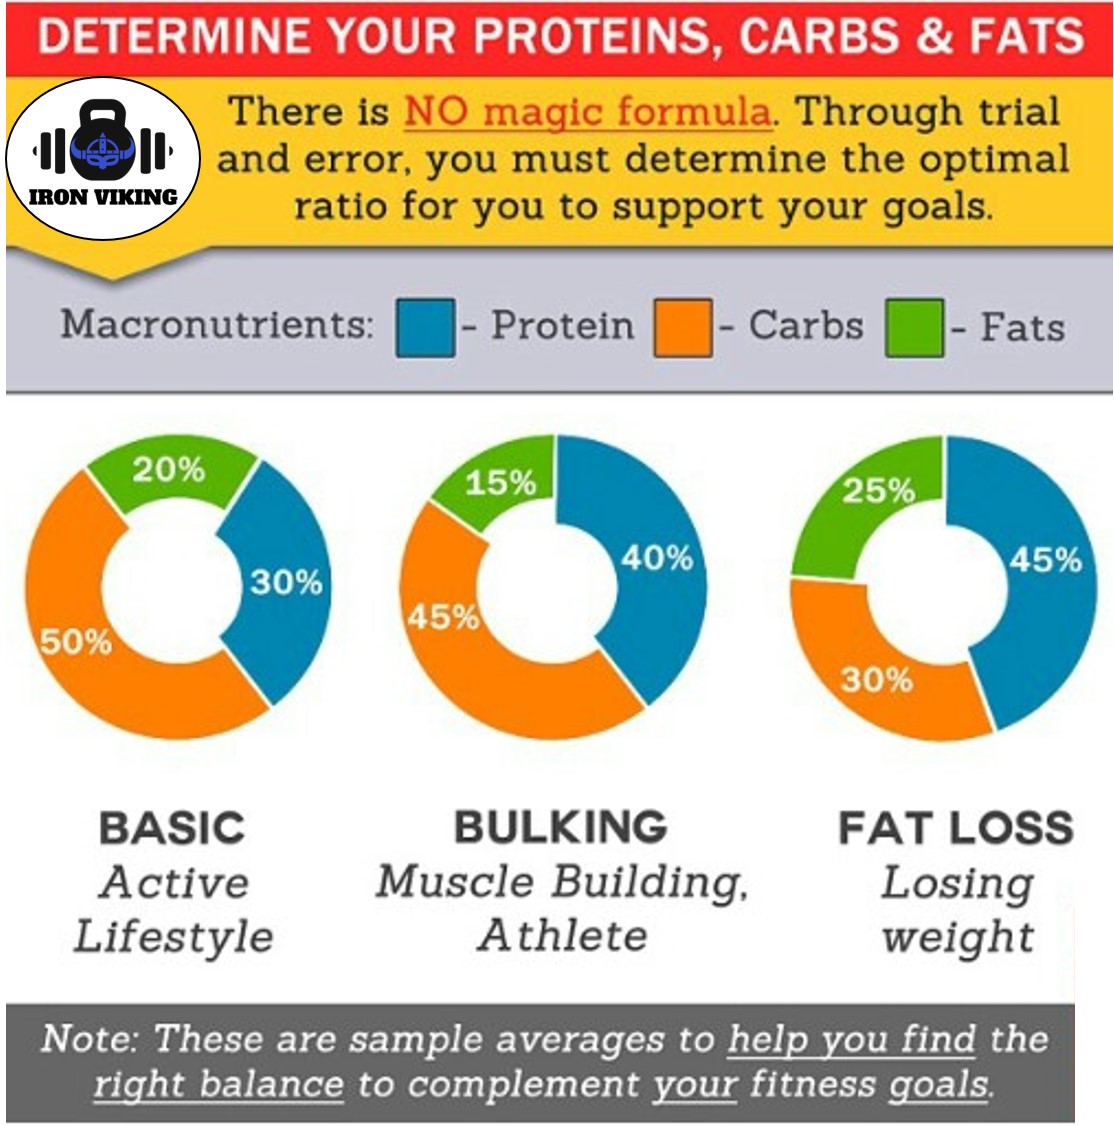 DETERMINE YOUR PROTEINS, CARBS & FATS
IRON VIKING
There is NO magic formula. Through trial
and error, you must determine the optimal
ratio for you to support your goals.
Macronutrients: - Protein - Carbs - Fats
20%
30%
50%
15%
40%
45%
25%
45%
30%
BASIC
Active
Lifestyle
BULKING
Muscle Building,
Athlete
FAT LOSS
Losing
weight
Note: These are sample averages to help you find the
right balance to complement your fitness goals.